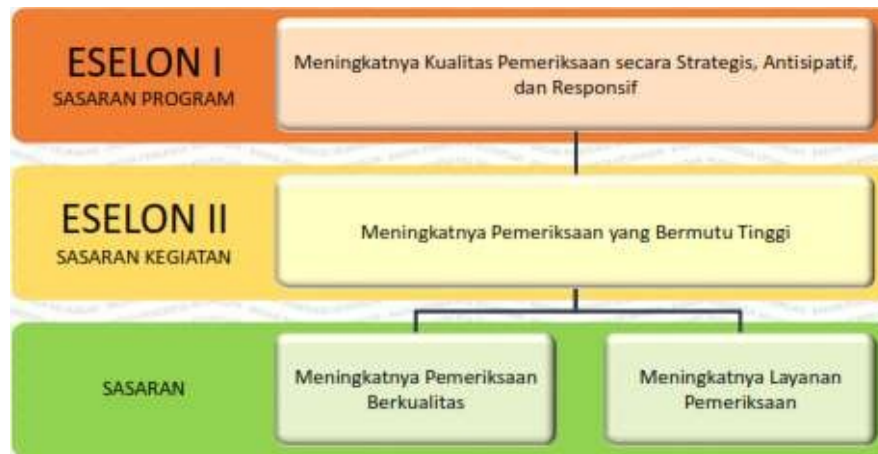 ESELON I
SASARAN PROGRAM
Meningkatnya Kualitas Pemeriksaan secara Strategis, Antisipatif,
dan Responsif
ESELON II
SASARAN KEGIATAN
Meningkatnya Pemeriksaan yang Bermutu Tinggi
SASARAN
Meningkatnya Pemeriksaan
Berkualitas
Meningkatnya Layanan
Pemeriksaan